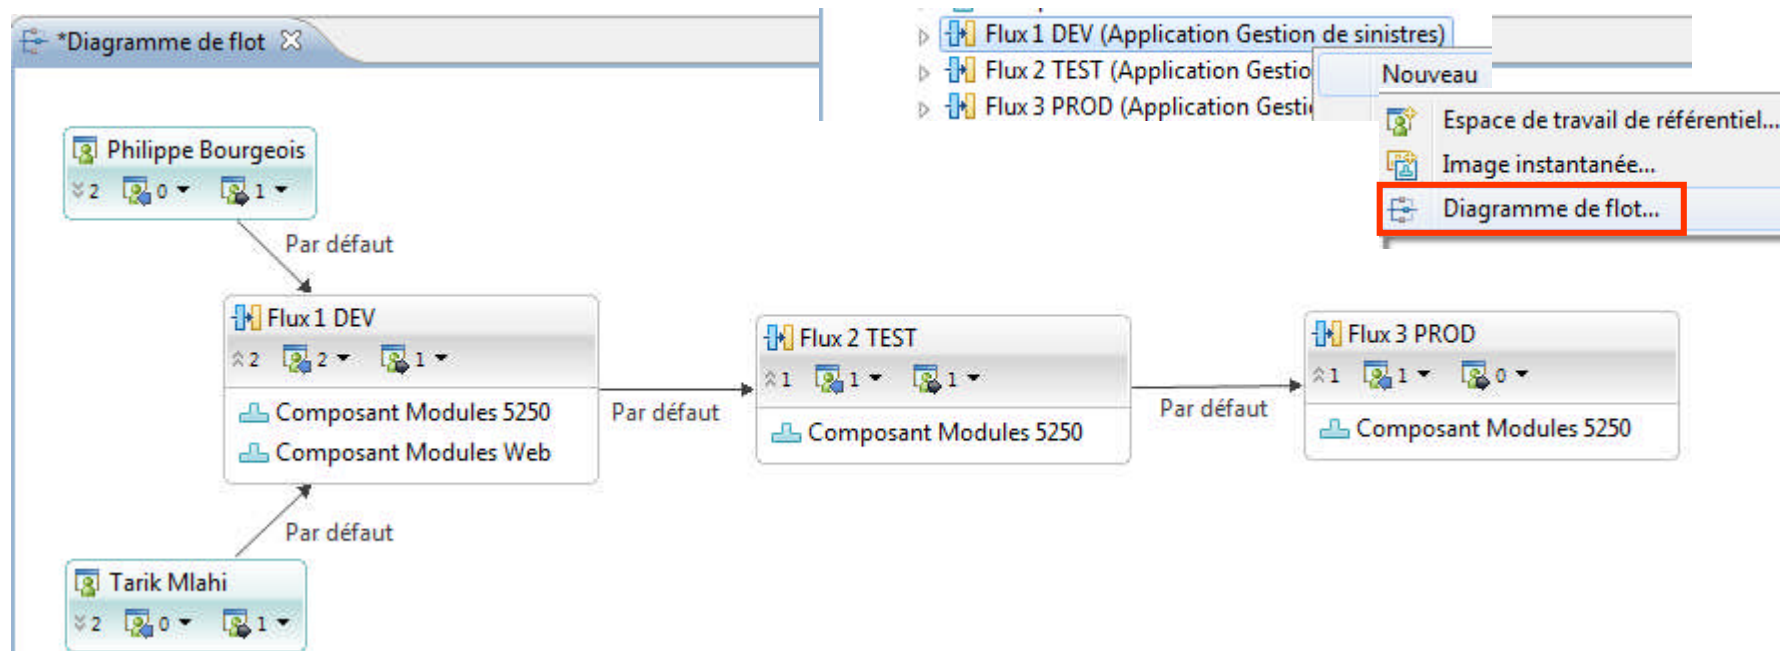 *Diagramme de flot
Flux 1 DEV (Application Gestion de sinistres)
Flux 2 TEST (Application Gestio
Flux 3 PROD (Application Gesti
Nouveau
Espace de travail de référentiel...
Image instantanée...
Diagramme de flot...
Philippe Bourgeois
2 0 1
Par défaut
Flux 1 DEV
2 2 1
Composant Modules 5250
Composant Modules Web
Par défaut
Flux 2 TEST
1 1 1
Composant Modules 5250
Par défaut
Flux 3 PROD
1 1 0
Composant Modules 5250
Par défaut
Tarik Mlahi
2 0 1